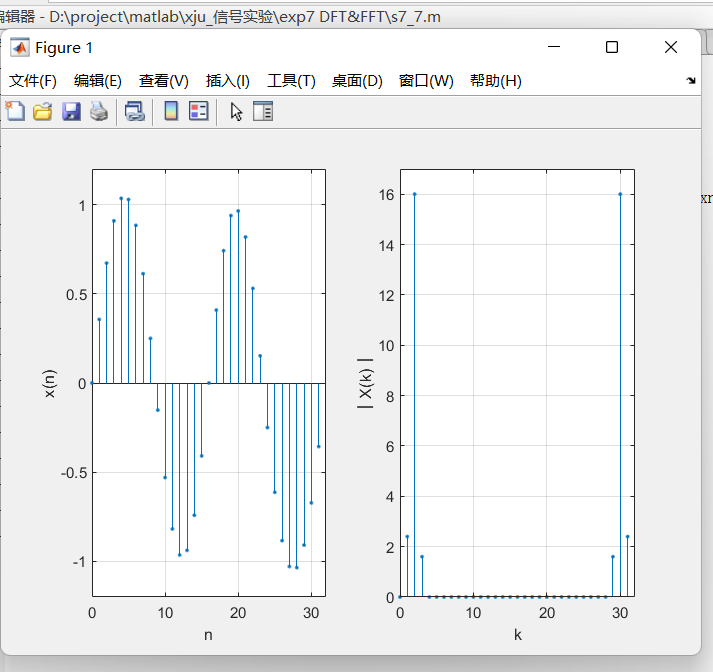 编辑器 - D:\project\matlab\xju_信号实验\exp7 DFT&FFT\s7_7.m
Figure 1
文件(F) 编辑(E) 查看(V) 插入(I) 工具(T) 桌面(D) 窗口(W) 帮助(H)
1
0.5
0
-0.5
-1
x(n)
0 10 20 30
n
16
14
12
10
8
6
4
2
0
| X(k) |
0 10 20 30
k